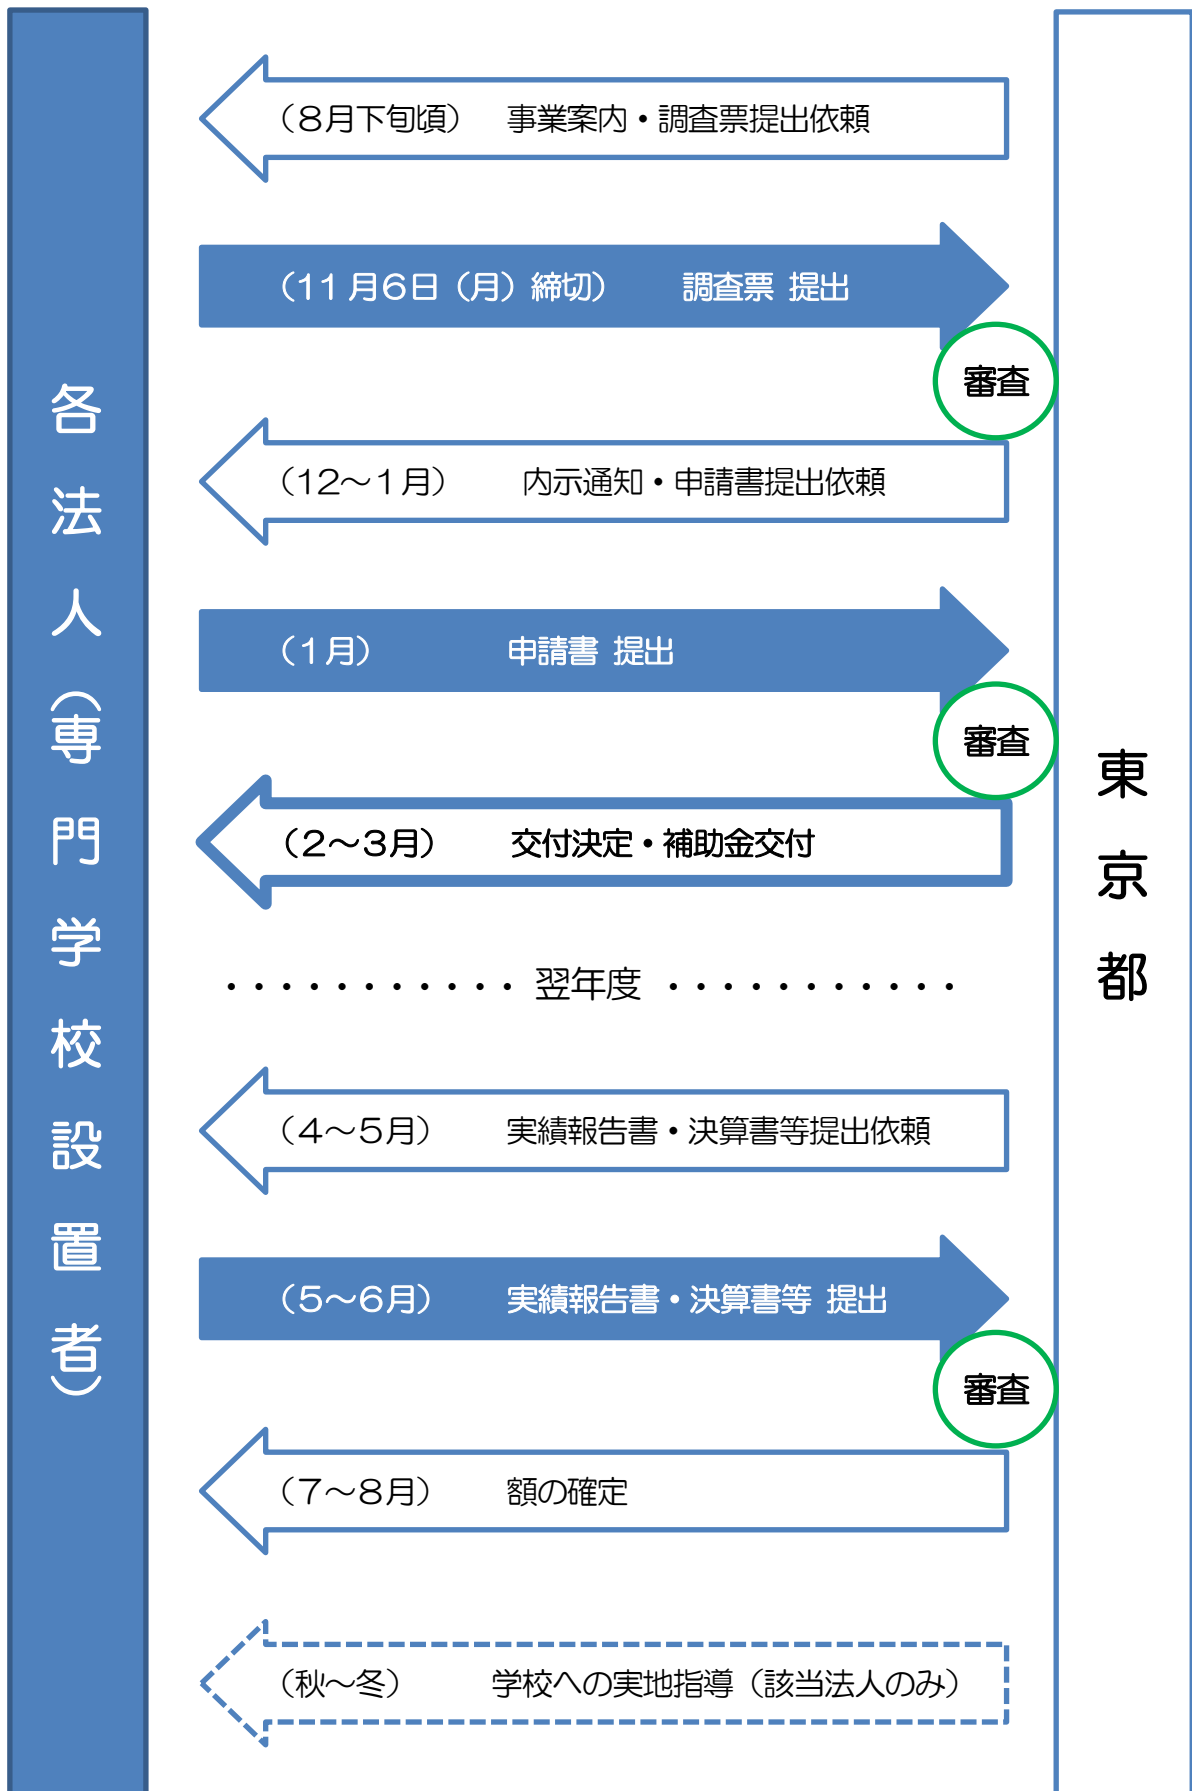 各法人（専門学校設置者）
（８月下旬頃）　事業案内・調査票提出依頼
（１１月６日（月）締切）　調査票 提出
審査
（１２～１月）　内示通知・申請書提出依頼
（１月）　申請書 提出
審査
（２～３月）　交付決定・補助金交付
・・・・・・・・・・・ 翌年度 ・・・・・・・・・・・
（４～５月）　実績報告書・決算書等提出依頼
（５～６月）　実績報告書・決算書等 提出
審査
（７～８月）　額の確定
（秋～冬）　学校への実地指導（該当法人のみ）
東京都